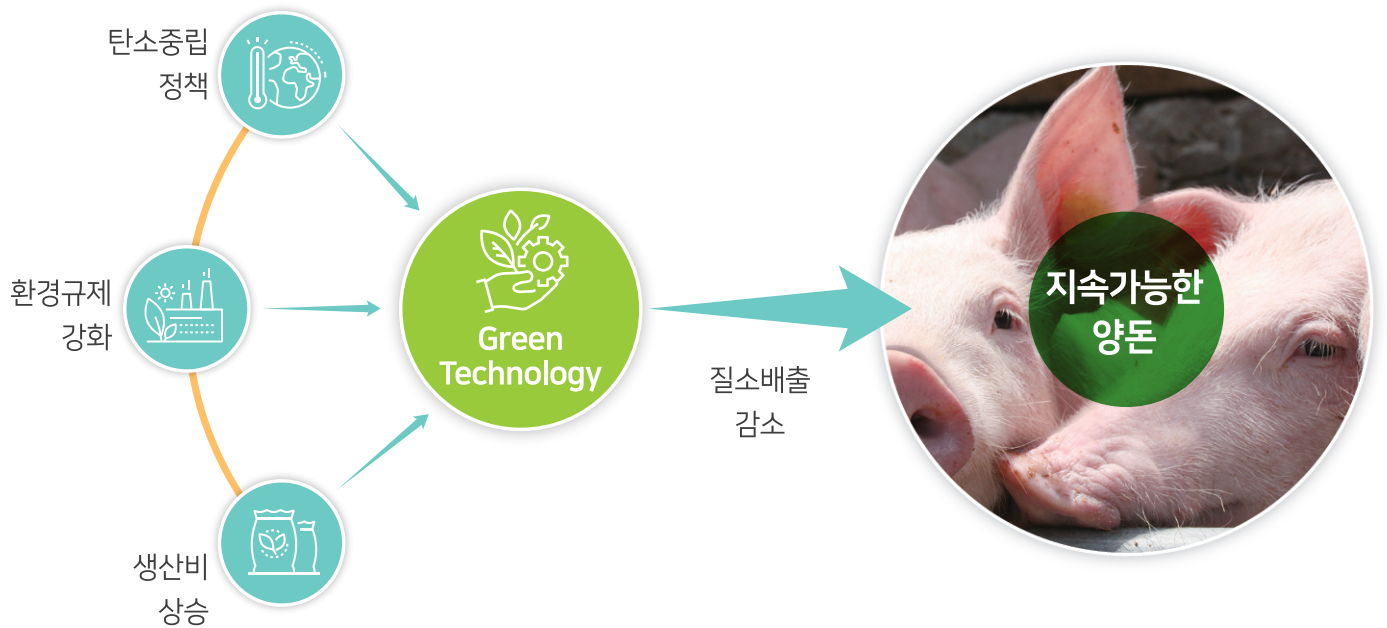 탄소중립
정책
환경규제
강화
생산비
상승
Green
Technology
질소배출
감소
지속가능한
양돈